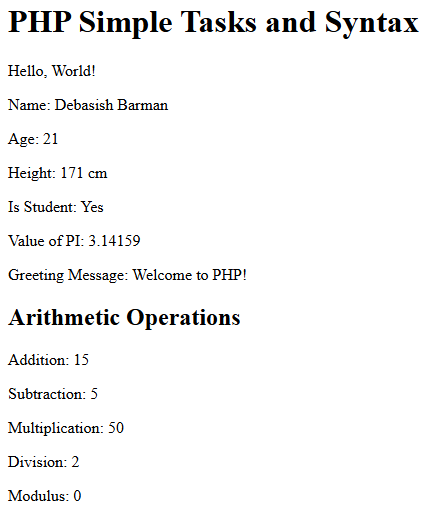 PHP Simple Tasks and Syntax
Hello, World!
Name: Debasish Barman
Age: 21
Height: 171 cm
Is Student: Yes
Value of PI: 3.14159
Greeting Message: Welcome to PHP!
Arithmetic Operations
Addition: 15
Subtraction: 5
Multiplication: 50
Division: 2
Modulus: 0